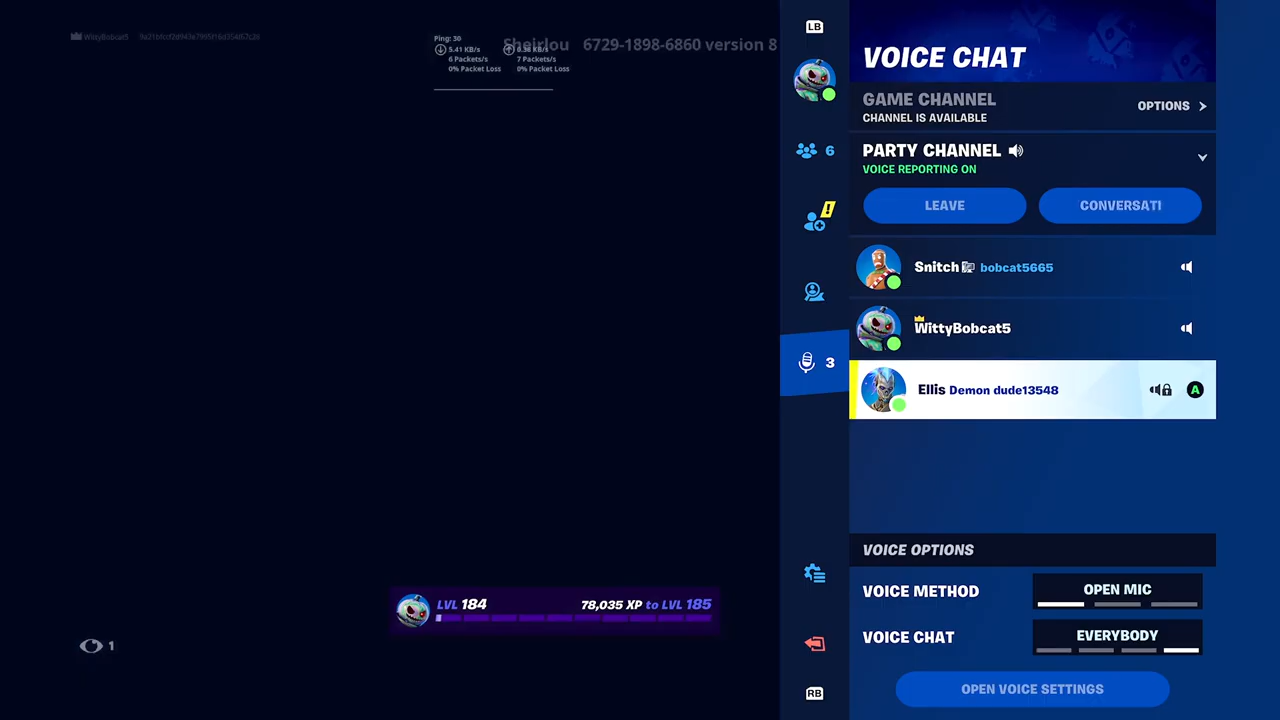 LB
WittyBobcat5
Ping: 30
5.41 KB/s
6 Packets/s
7 Packets/s
0% Packet Loss
0% Packet Loss
Sheirlou 6729-1898-6860 version 8
VOICE CHAT
GAME CHANNEL
CHANNEL IS AVAILABLE
OPTIONS
6
PARTY CHANNEL
VOICE REPORTING ON
LEAVE
CONVERSATI
!
Snitch bobcat5665
WittyBobcat5
3
Ellis Demon dude13548
A
VOICE OPTIONS
VOICE METHOD
OPEN MIC
VOICE CHAT
EVERYBODY
OPEN VOICE SETTINGS
RB
LVL 184
78,035 XP to LVL 185
1